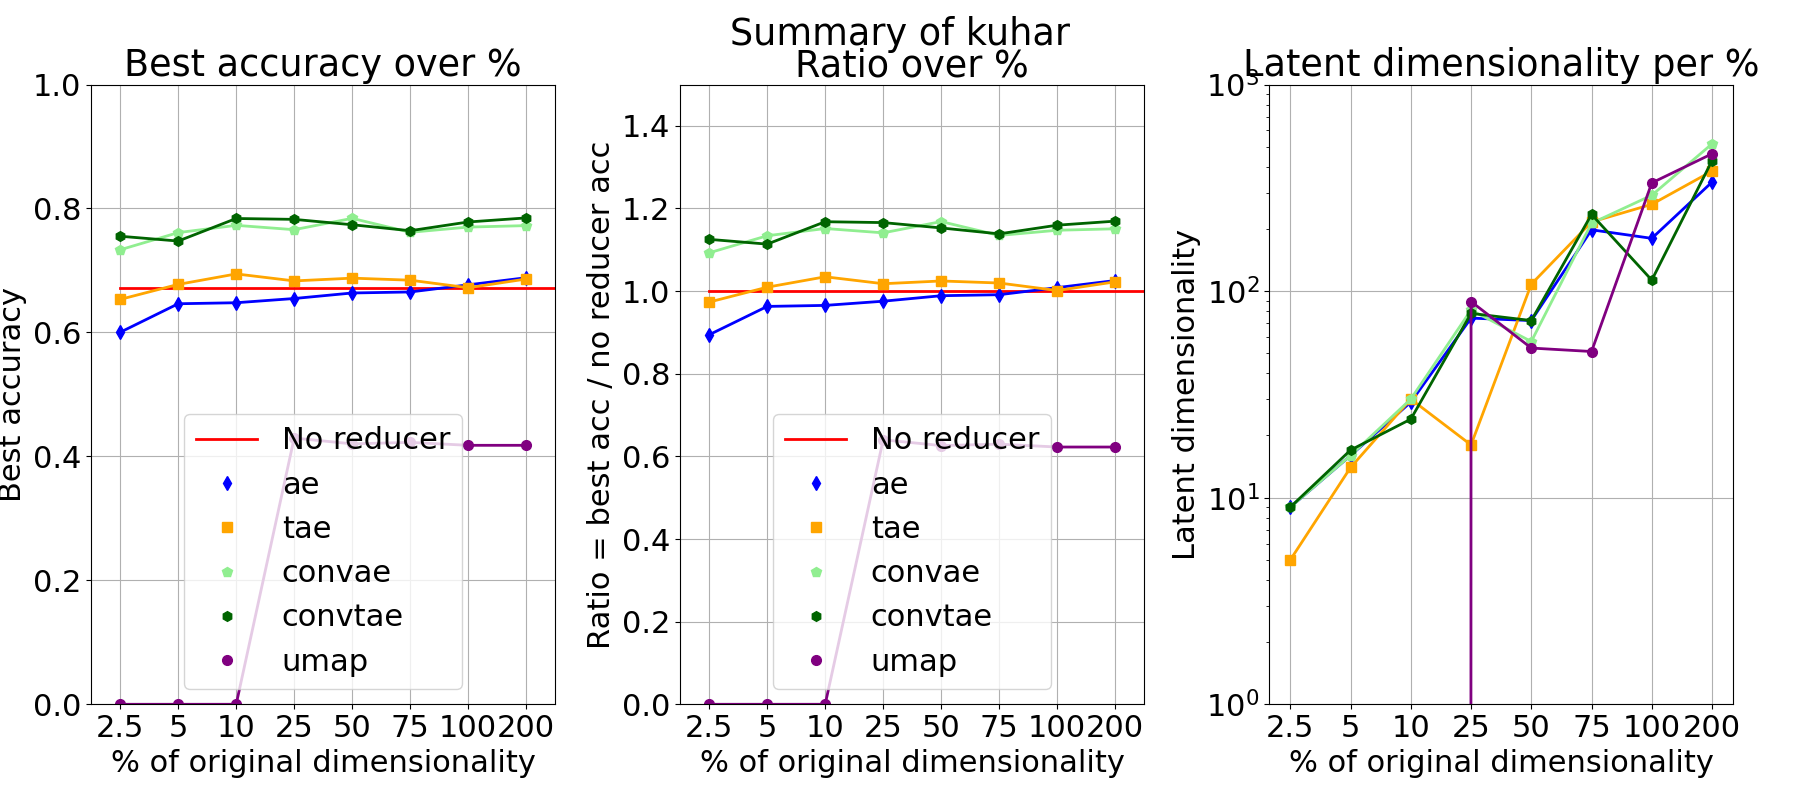 Summary of kuhar
Best accuracy over %
Best accuracy
1.0
0.8
0.6
0.4
0.2
0.0
No reducer
ae
tae
convae
convtae
umap
2.5 5 10 25 50 75 100 200
% of original dimensionality
Ratio over %
Ratio = best acc / no reducer acc
1.4
1.2
1.0
0.8
0.6
0.4
0.2
0.0
No reducer
ae
tae
convae
convtae
umap
2.5 5 10 25 50 75 100 200
% of original dimensionality
Latent dimensionality per %
Latent dimensionality
10³
10²
10¹
10⁰
2.5 5 10 25 50 75 100 200
% of original dimensionality